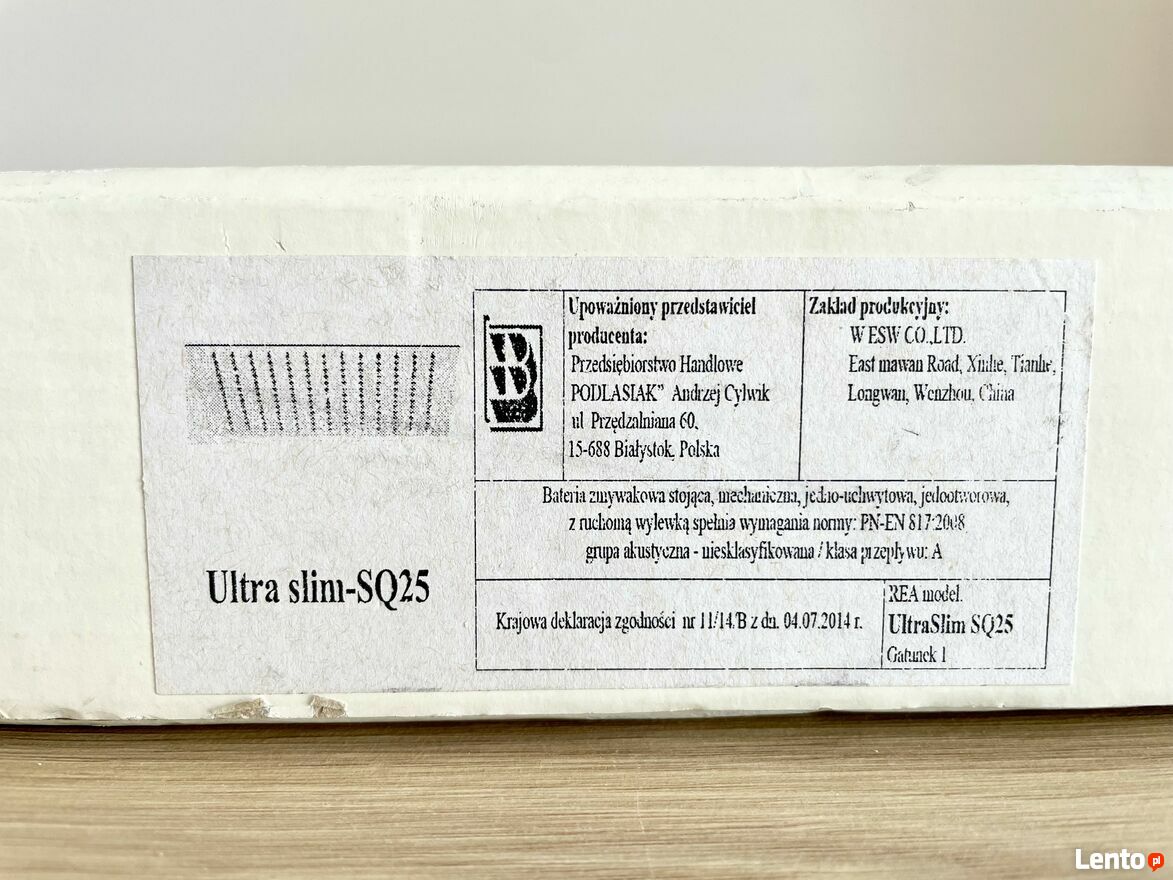 Upoważniony przedstawiciel
producenta:
Przedsiębiorstwo Handlowe
PODLASIAK” Andrzej Cylwik
ul Przędzalniana 60,
15-688 Białystok, Polska
Zakład produkcyjny:
WESW CO.,LTD.
East mawan Road, Xinhe, Tianhe,
Longwan, Wenzhou, China
B
Bateria zmywakowa stojąca, mechaniczna, jedno-uchwytowa, jedootworowa,
z ruchomą wylewką spełnia wymagania normy: PN-EN 817:2008,
grupa akustyczna - niesklasyfikowana / klasa przepływu: A
Ultra slim-SQ25
Krajowa deklaracja zgodności nr 11/14/B z dn. 04.07.2014 r.
REA model.
UltraSlim SQ25
Gatunek 1
Lento pl